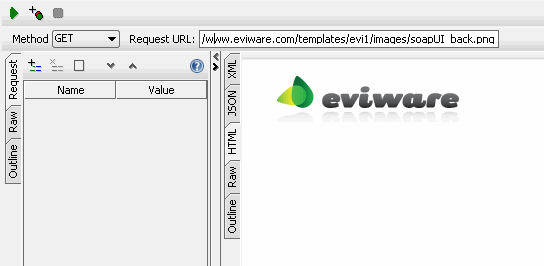 Method GET Request URL: /www.eviware.com/templates/evi1/images/soapUI_back.png
Request
Raw
Outline
Name Value
XML
JSON
HTML
Raw
Outline
eviware